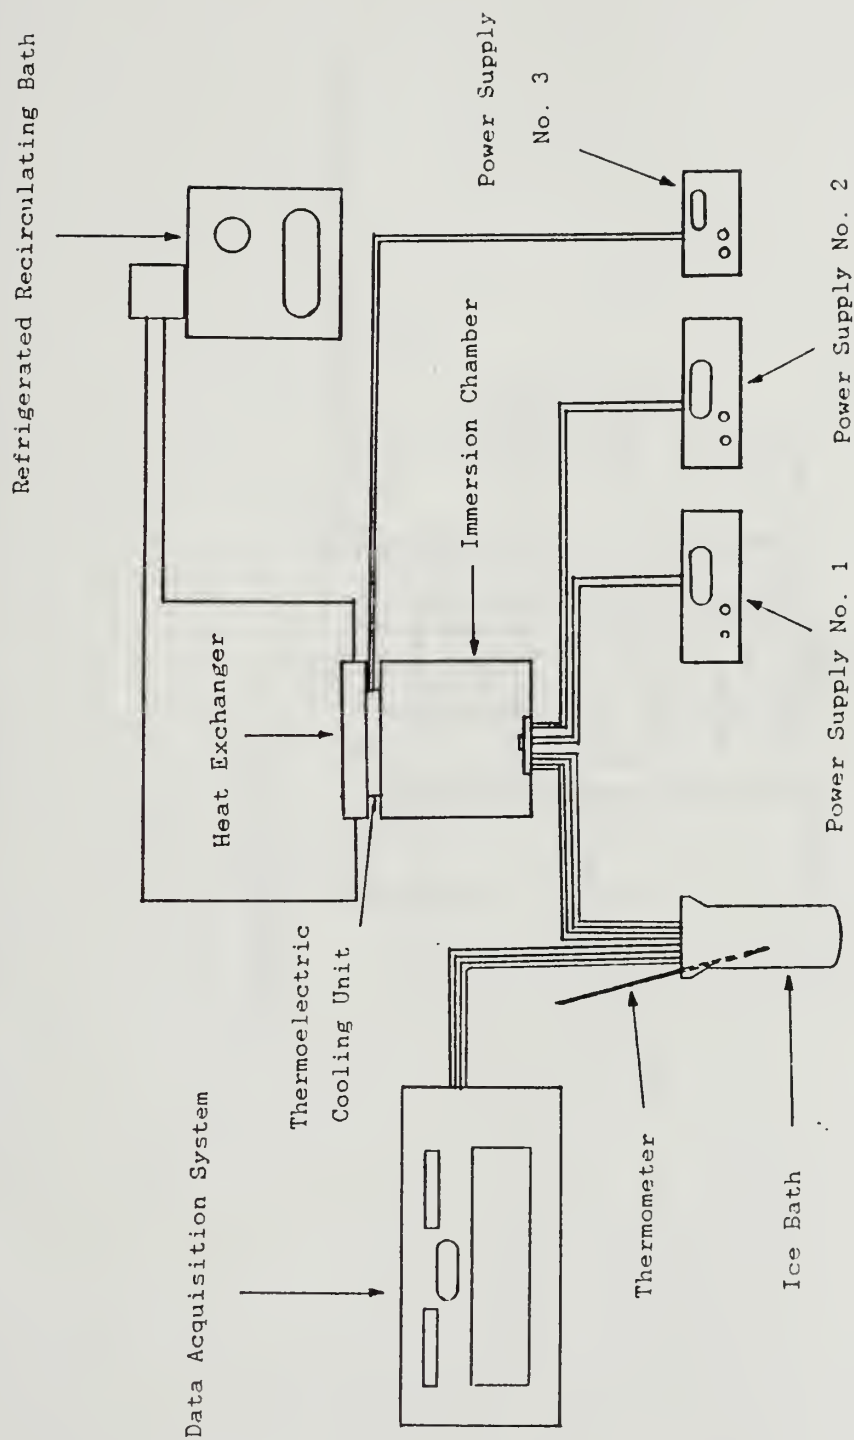 Refrigerated Recirculating Bath
Data Acquisition System
Thermoelectric
Cooling Unit
Heat Exchanger
Immersion Chamber
Power Supply
No. 3
Thermometer
Ice Bath
Power Supply No. 1
Power Supply No. 2